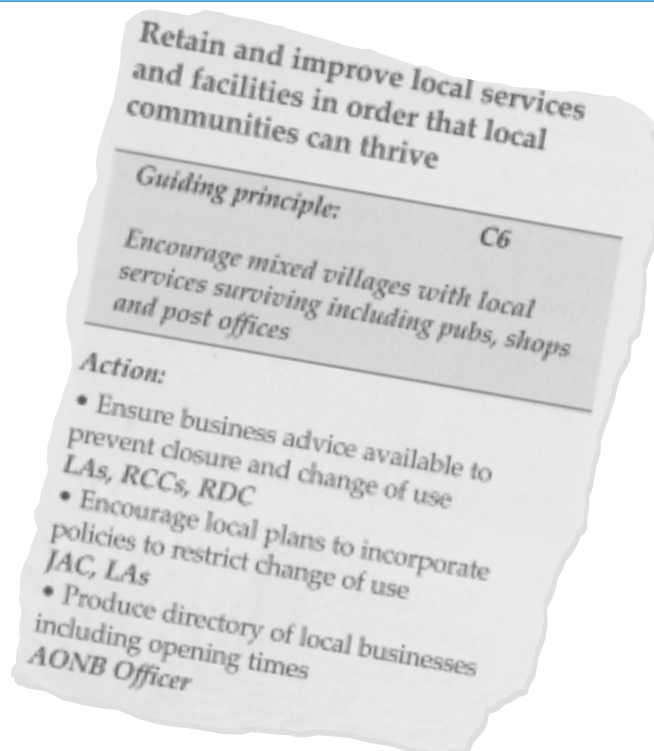 Retain and improve local services
and facilities in order that local
communities can thrive
Guiding principle:
C6
Encourage mixed villages with local
services surviving including pubs, shops
and post offices
Action:
• Ensure business advice available to
prevent closure and change of use
LAs, RCCs, RDC
• Encourage local plans to incorporate
policies to restrict change of use
JAC, LAs
• Produce directory of local businesses
including opening times
AONB Officer